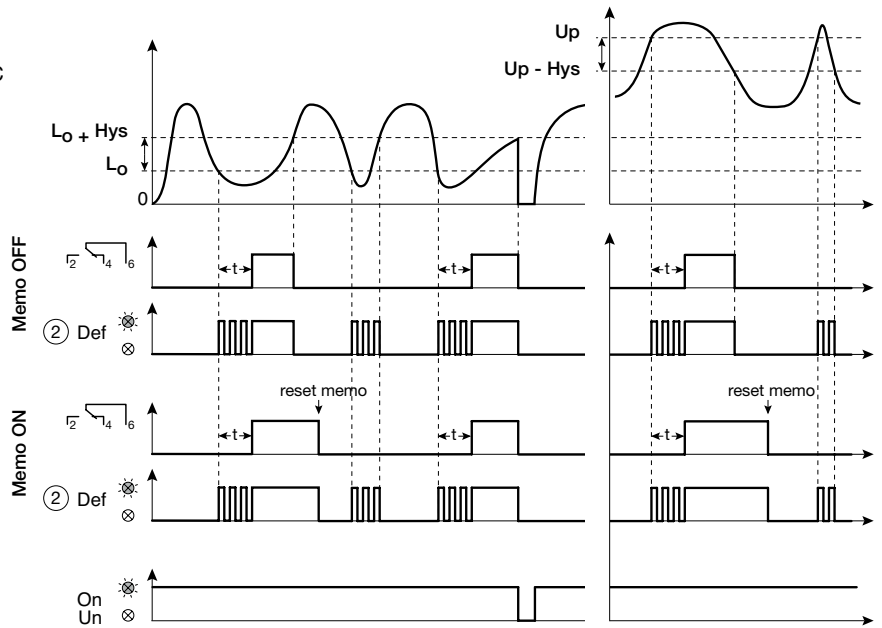 c
Up
Up - Hys
Lo + Hys
Lo
0
Memo OFF
2 4 6
t t t
2 Def
reset memo reset memo
Memo ON
2 4 6
t t t
2 Def
On
Un